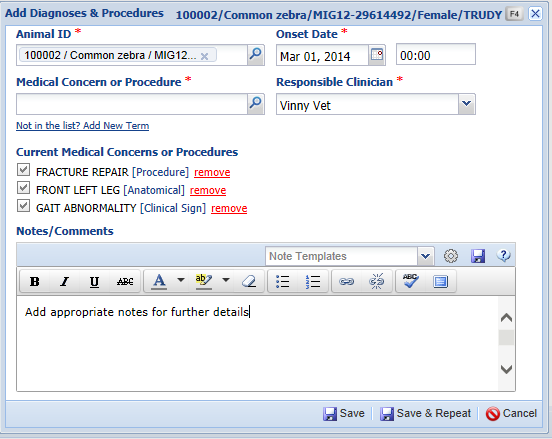 Add Diagnoses & Procedures 100002/Common zebra/MIG12-29614492/Female/TRUDY F4
Animal ID * Onset Date *
100002 / Common zebra / MIG12... x Mar 01, 2014 00:00
Medical Concern or Procedure * Responsible Clinician *
Vinny Vet
Not in the list? Add New Term
Current Medical Concerns or Procedures
FRACTURE REPAIR [Procedure] remove
FRONT LEFT LEG [Anatomical] remove
GAIT ABNORMALITY [Clinical Sign] remove
Notes/Comments
Note Templates
B I U ABC A ab ABC
Add appropriate notes for further details
Save Save & Repeat Cancel